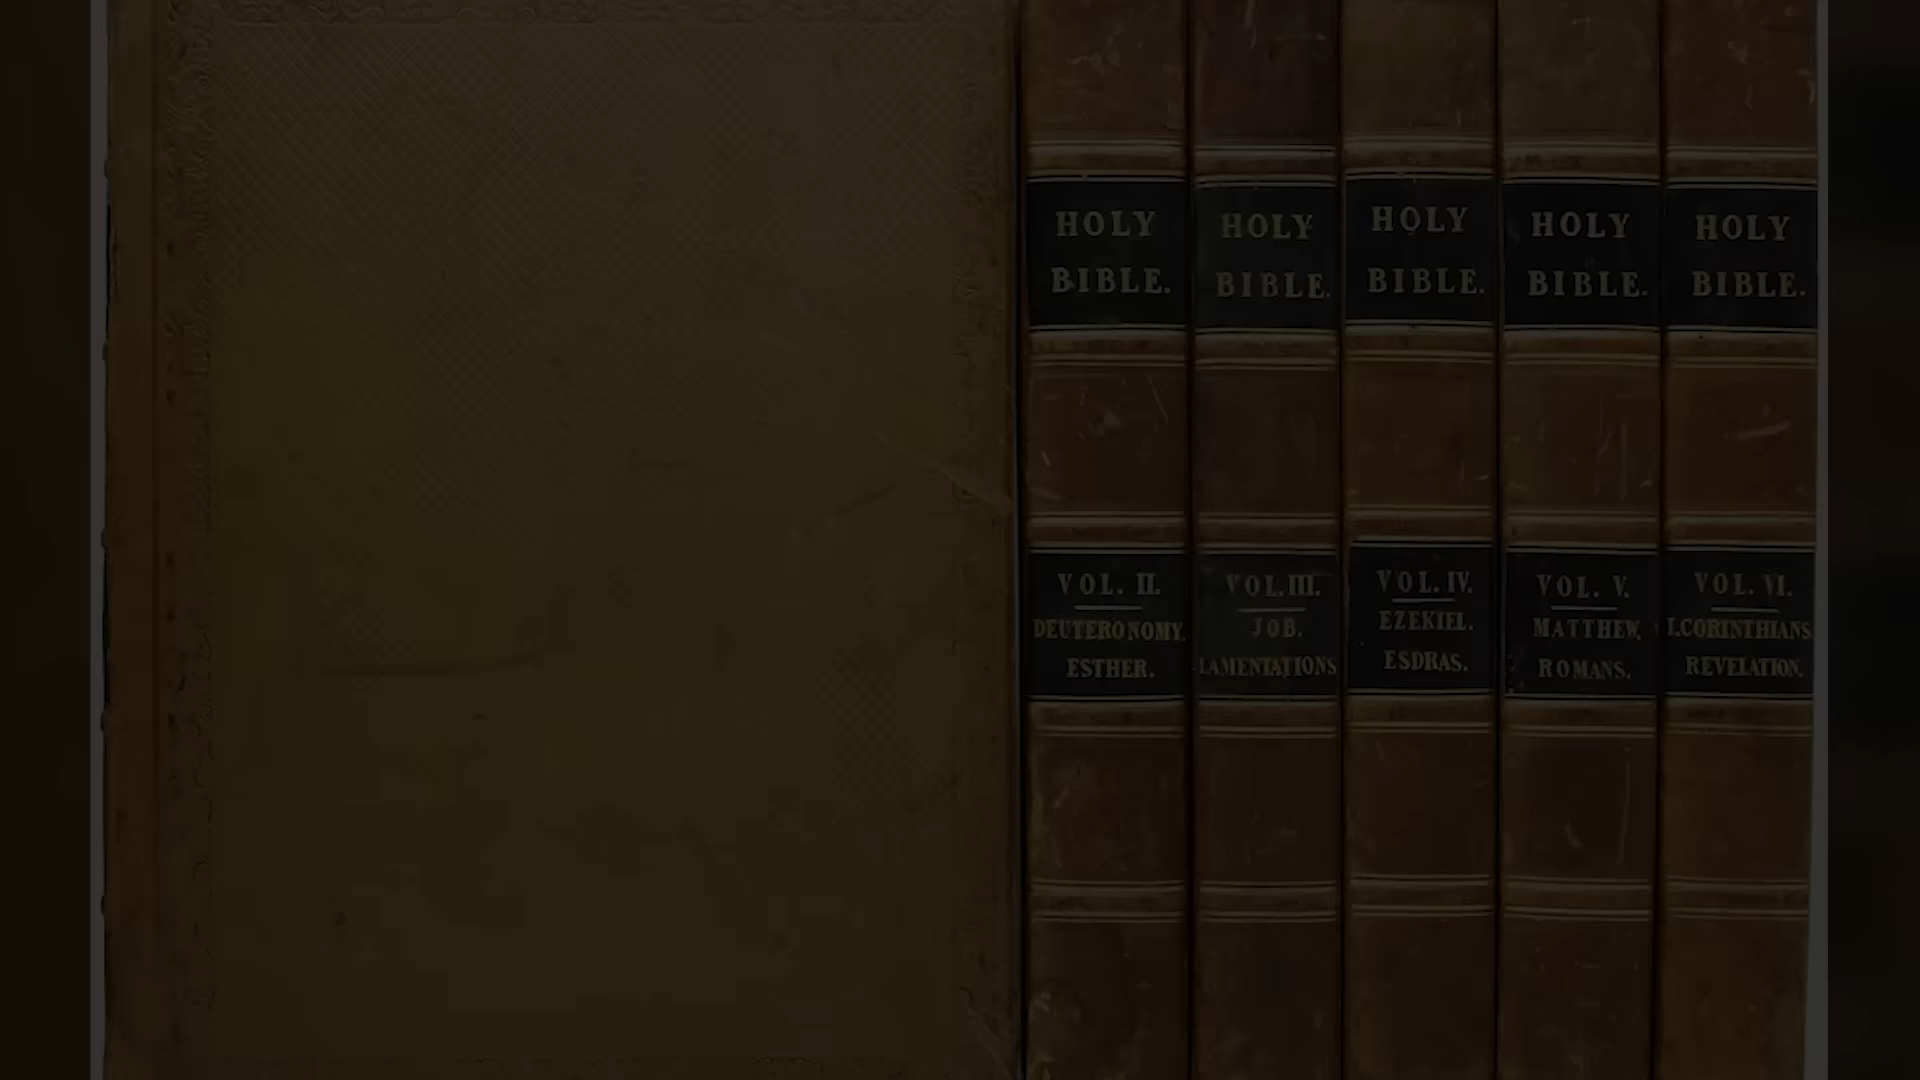 HOLY
BIBLE.
VOL. II.
DEUTERONOMY.
ESTHER.
HOLY
BIBLE.
VOL. III.
JOB.
LAMENTATIONS
HOLY
BIBLE.
VOL. IV.
EZEKIEL.
ESDRAS.
HOLY
BIBLE.
VOL. V.
MATTHEW.
ROMANS.
HOLY
BIBLE.
VOL. VI.
I.CORINTHIANS.
REVELATION.